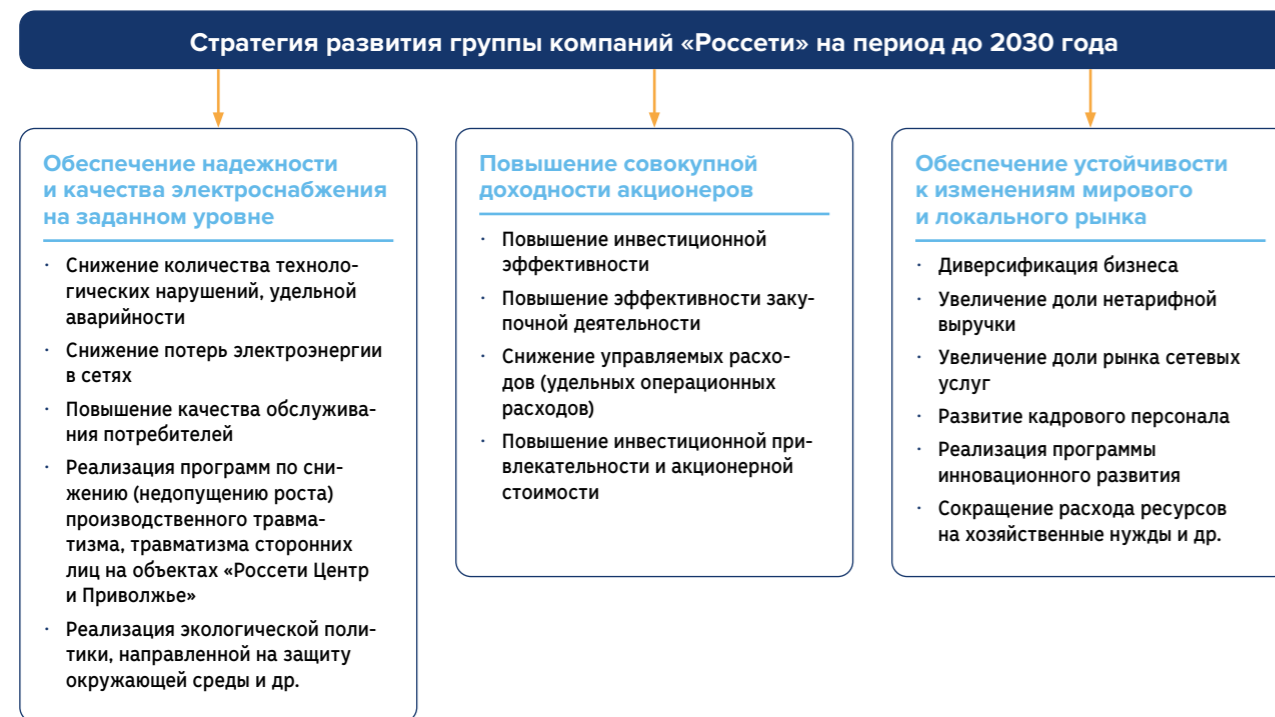 Стратегия развития группы компаний «Россети» на период до 2030 года
Обеспечение надежности
и качества электроснабжения
на заданном уровне
· Снижение количества техноло-
гических нарушений, удельной
аварийности
· Снижение потерь электроэнергии
в сетях
· Повышение качества обслужива-
ния потребителей
· Реализация программ по сни-
жению (недопущению роста)
производственного травма-
тизма, травматизма сторонних
лиц на объектах «Россети Центр
и Приволжье»
· Реализация экологической поли-
тики, направленной на защиту
окружающей среды и др.
Повышение совокупной
доходности акционеров
· Повышение инвестиционной
эффективности
· Повышение эффективности заку-
почной деятельности
· Снижение управляемых расхо-
дов (удельных операционных
расходов)
· Повышение инвестиционной при-
влекательности и акционерной
стоимости
Обеспечение устойчивости
к изменениям мирового
и локального рынка
· Диверсификация бизнеса
· Увеличение доли нетарифной
выручки
· Увеличение доли рынка сетевых
услуг
· Развитие кадрового персонала
· Реализация программы
инновационного развития
· Сокращение расхода ресурсов
на хозяйственные нужды и др.